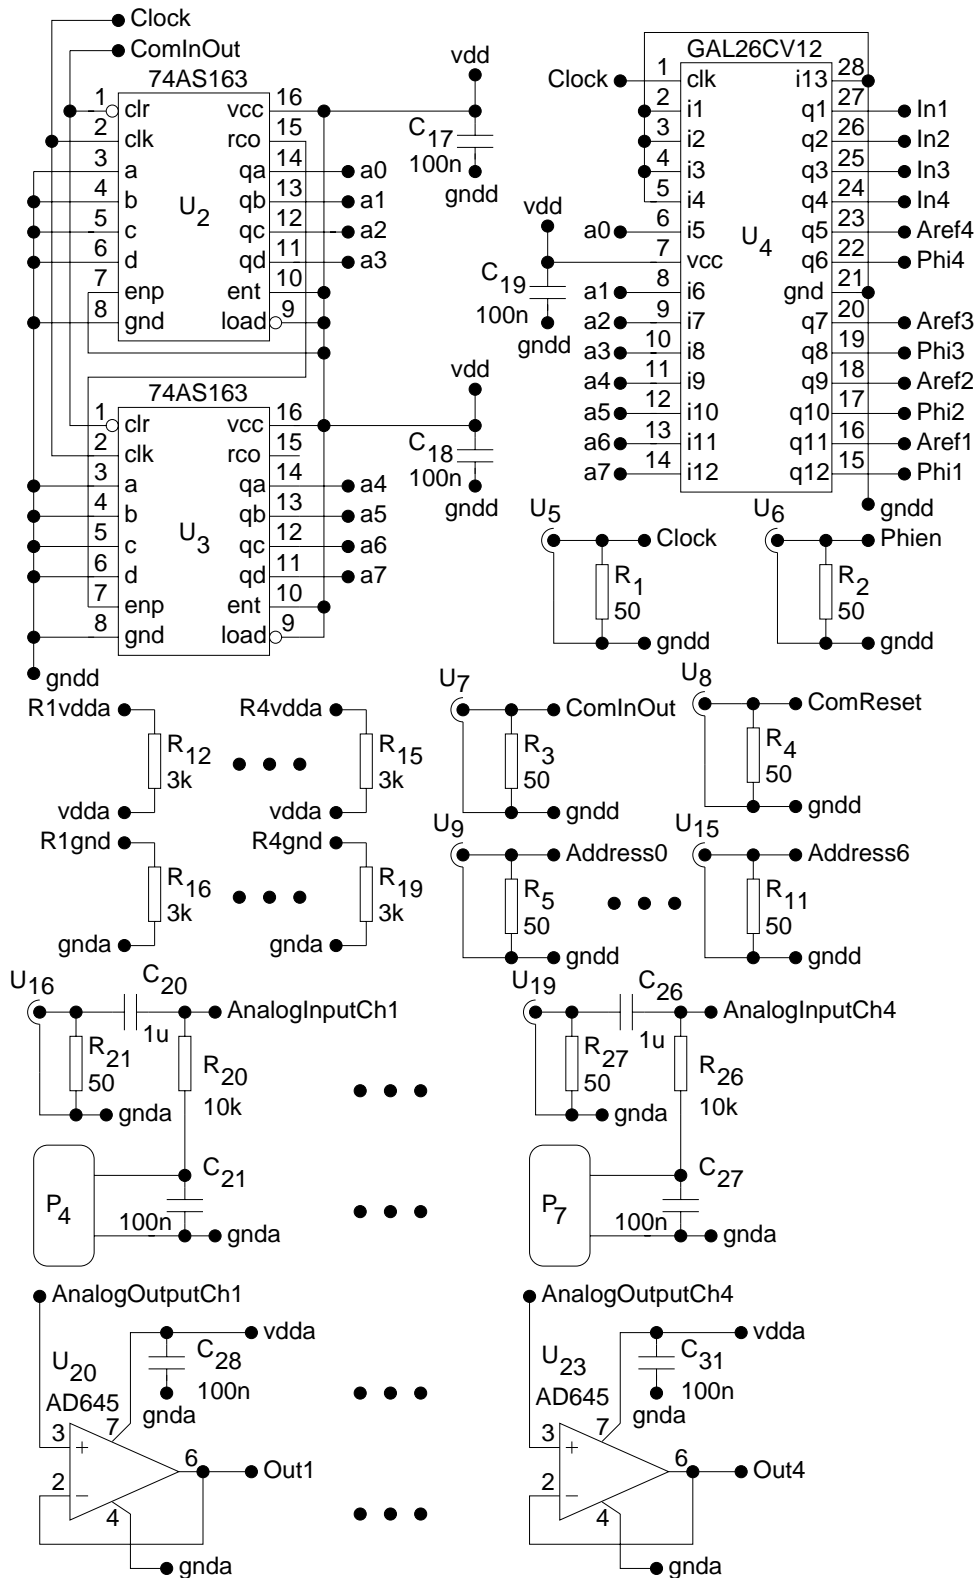 Clock
ComInOut
74AS163
1 clr vcc 16
2 clk rco 15
3 a qa 14 a0
4 b qb 13 a1
5 c qc 12 a2
6 d qd 11 a3
7 enp ent 10
8 gnd load 9
U2
vdd
C17
100n
gndd
74AS163
1 clr vcc 16
2 clk rco 15
3 a qa 14 a4
4 b qb 13 a5
5 c qc 12 a6
6 d qd 11 a7
7 enp ent 10
8 gnd load 9
U3
gndd
vdd
C18
100n
gndd
GAL26CV12
Clock 1 clk i13 28
2 i1 q1 27 In1
3 i2 q2 26 In2
4 i3 q3 25 In3
5 i4 q4 24 In4
a0 6 i5 q5 23 Aref4
7 vcc q6 22 Phi4
a1 8 i6 gnd 21
a2 9 i7 q7 20 Aref3
a3 10 i8 q8 19 Phi3
a4 11 i9 q9 18 Aref2
a5 12 i10 q10 17 Phi2
a6 13 i11 q11 16 Aref1
a7 14 i12 q12 15 Phi1
U4
gndd
vdd
C19
100n
gndd
U5
Clock
R1
50
gndd
U6
Phien
R2
50
gndd
R1vdda
R12
3k
vdda
R4vdda
R15
3k
vdda
U7
ComInOut
R3
50
gndd
U8
ComReset
R4
50
gndd
R1gnd
R16
3k
gnda
R4gnd
R19
3k
gnda
U9
Address0
R5
50
gndd
U15
Address6
R11
50
gndd
U16
C20
1u
AnalogInputCh1
R21
50
gnda
R20
10k
P4
C21
100n
gnda
U19
C26
1u
AnalogInputCh4
R27
50
gnda
R26
10k
P7
C27
100n
gnda
AnalogOutputCh1
vdda
U20
AD645
C28
100n
gnda
7
3 +
2 −
6
4
Out1
gnda
AnalogOutputCh4
vdda
U23
AD645
C31
100n
gnda
7
3 +
2 −
6
4
Out4
gnda